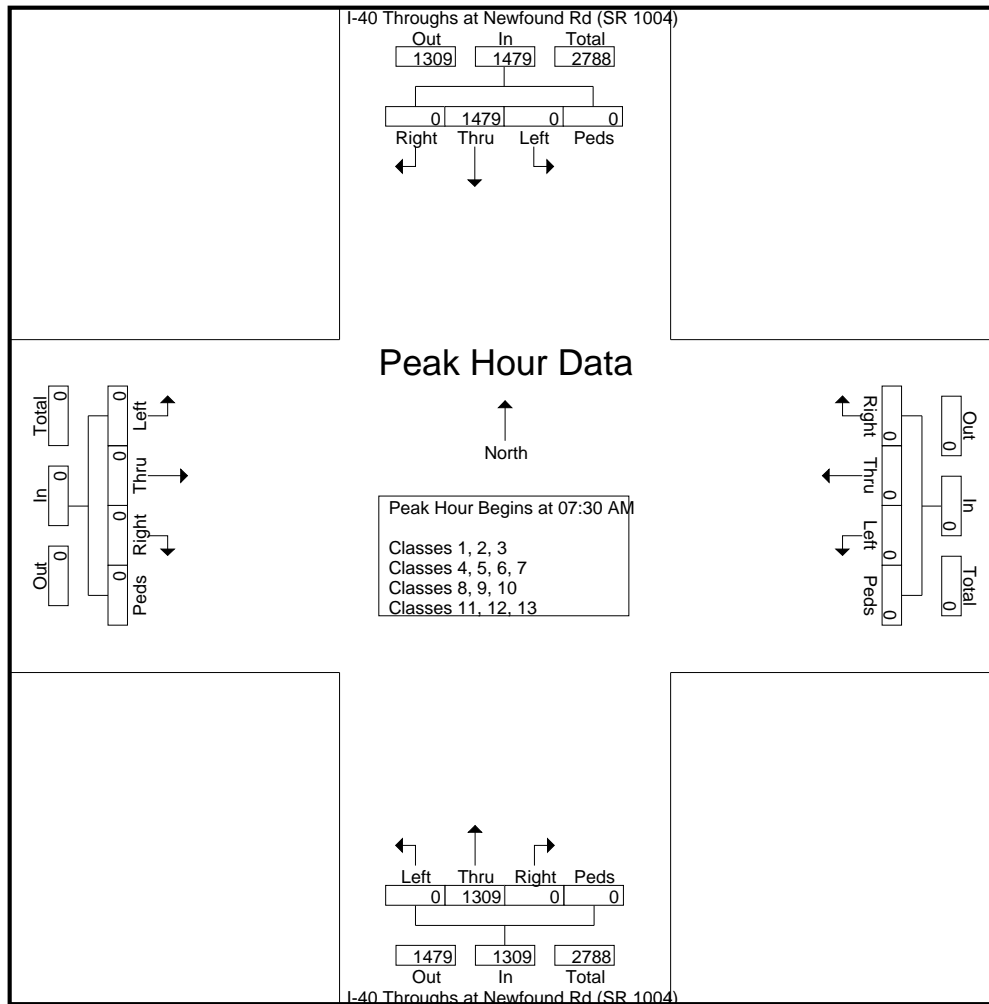 I-40 Throughs at Newfound Rd (SR 1004)
Out In Total
1309 1479 2788
0 1479 0 0
Right Thru Left Peds
Peak Hour Data
North
Peak Hour Begins at 07:30 AM
Classes 1, 2, 3
Classes 4, 5, 6, 7
Classes 8, 9, 10
Classes 11, 12, 13
Total In Out
0 0 0
0 0 0 0
Left Thru Right Peds
Right Thru Left Peds
0 0 0 0
Out In Total
0 0 0
Left Thru Right Peds
0 1309 0 0
1479 1309 2788
Out In Total
I-40 Throughs at Newfound Rd (SR 1004)